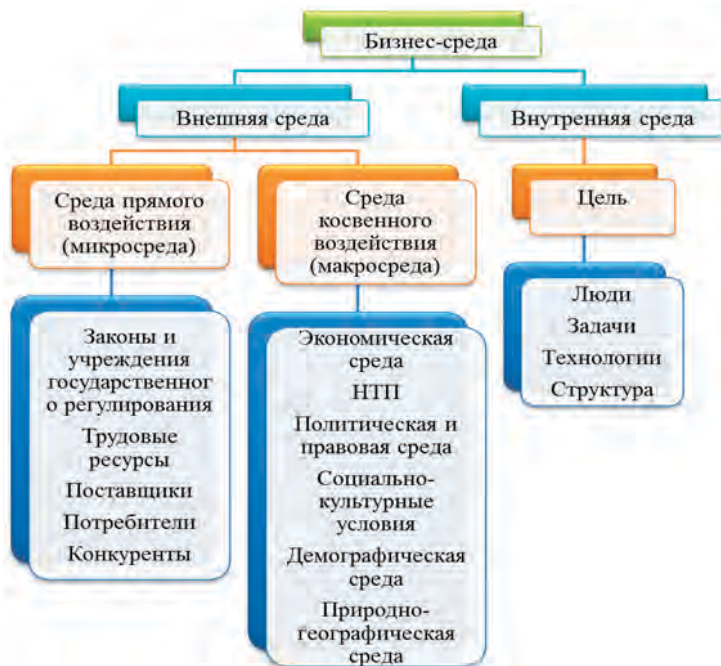 Бизнес-среда
Внешняя среда
Внутренняя среда
Среда прямого
воздействия
(микросреда)
Среда
косвенного
воздействия
(макросреда)
Цель
Законы и
учреждения
государственног
о регулирования
Трудовые
ресурсы
Поставщики
Потребители
Конкуренты
Экономическая
среда
НТП
Политическая и
правовая среда
Социально-
культурные
условия
Демографическая
среда
Природно-
географическая
среда
Люди
Задачи
Технологии
Структура